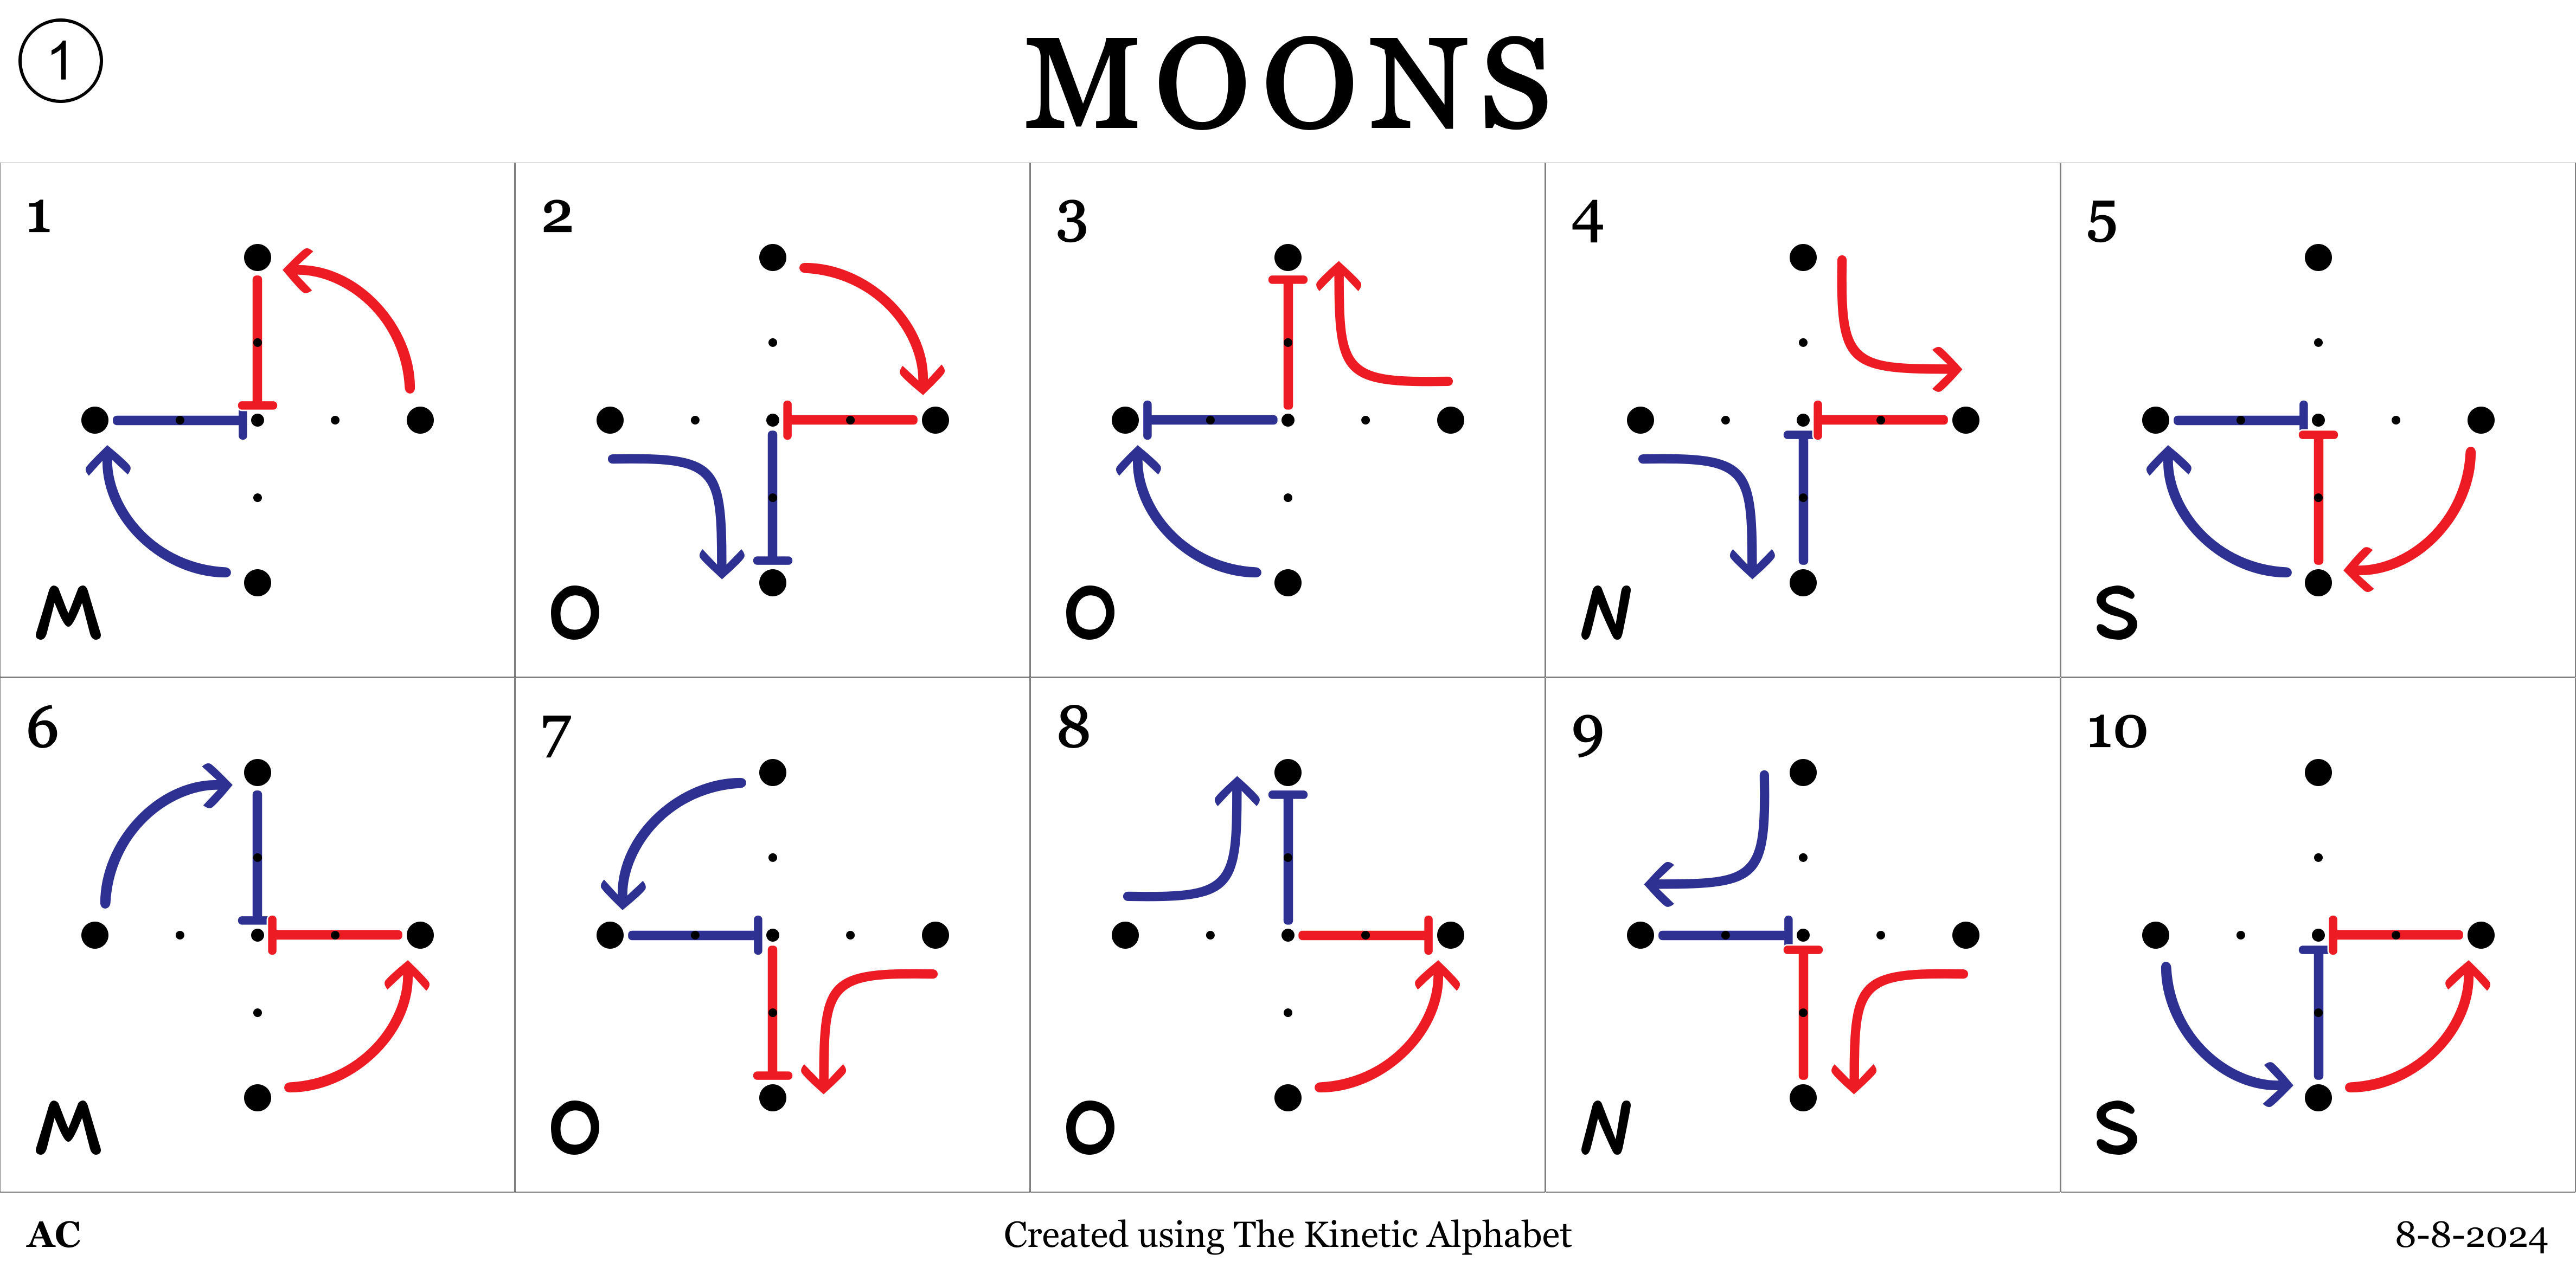 1
MOONS
1
2
3
4
5
M
O
O
N
S
6
7
8
9
10
M
O
O
N
S
AC
Created using The Kinetic Alphabet
8-8-2024